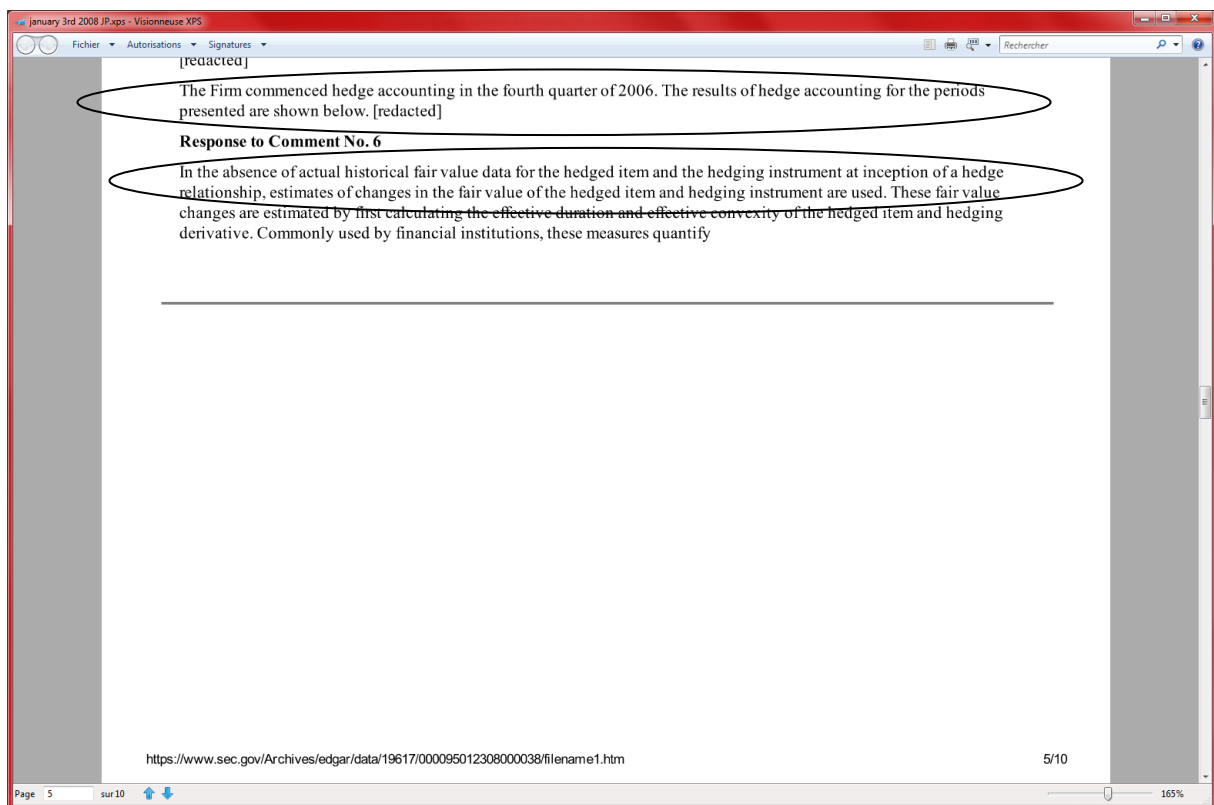 january 3rd 2008 JP.xps - Visionneuse XPS
Fichier Autorisations Signatures Rechercher
[redacted]
The Firm commenced hedge accounting in the fourth quarter of 2006. The results of hedge accounting for the periods
presented are shown below. [redacted]
Response to Comment No. 6
In the absence of actual historical fair value data for the hedged item and the hedging instrument at inception of a hedge
relationship, estimates of changes in the fair value of the hedged item and hedging instrument are used. These fair value
changes are estimated by first calculating the effective duration and effective convexity of the hedged item and hedging
derivative. Commonly used by financial institutions, these measures quantify
https://www.sec.gov/Archives/edgar/data/19617/000095012308000038/filename1.htm 5/10
Page 5 sur 10 165%